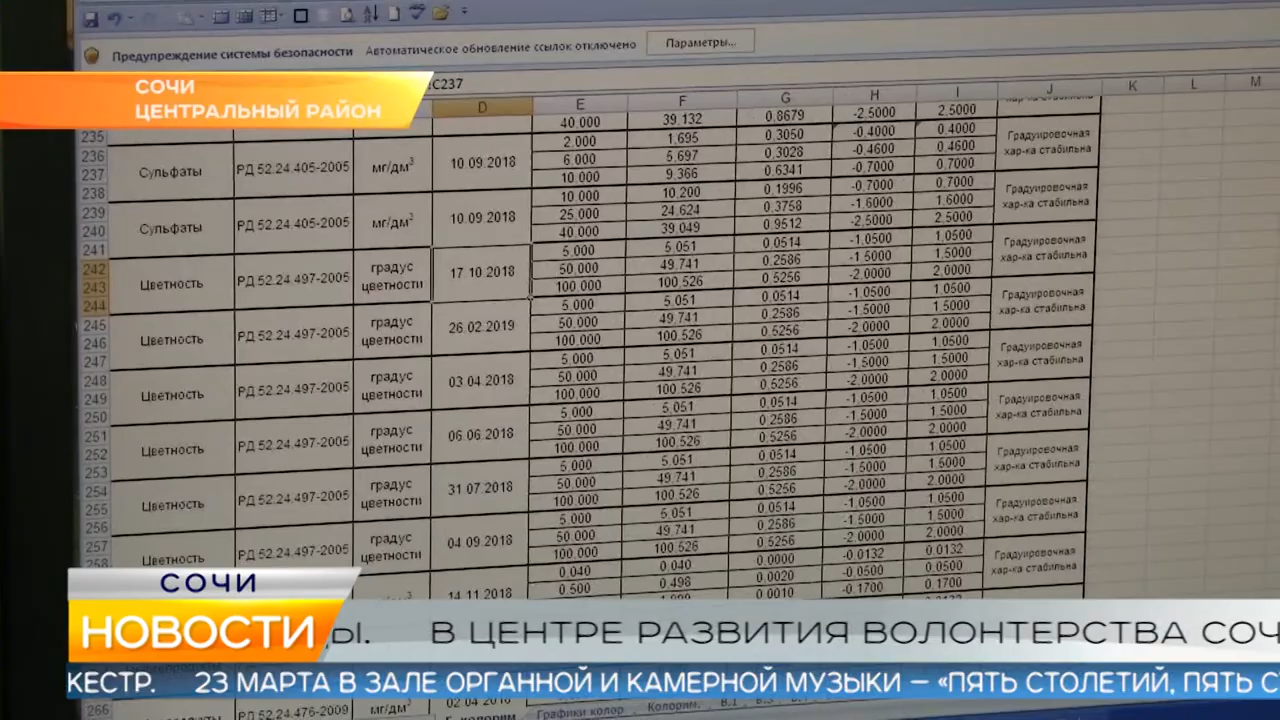 Предупреждение системы безопасности Автоматическое обновление ссылок отключено Параметры...
СОЧИ
ЦЕНТРАЛЬНЫЙ РАЙОН
C237
D E F G H I J K L M
235 40,000 39,132 0,8679 -2,5000 2,5000 хар-ка стабильна
236 Сульфаты РД 52.24.405-2005 мг/дм³ 10.09.2018 2,000 1,695 0,3050 -0,4000 0,4000 Градуировочная хар-ка стабильна
237 6,000 5,697 0,3028 -0,4600 0,4600
238 10,000 9,366 0,6341 -0,7000 0,7000
239 Сульфаты РД 52.24.405-2005 мг/дм³ 10.09.2018 10,000 10,200 0,1996 -0,7000 0,7000 Градуировочная хар-ка стабильна
240 25,000 24,624 0,3758 -1,6000 1,6000
241 40,000 39,049 0,9512 -2,5000 2,5000
242 Цветность РД 52.24.497-2005 градус цветности 17.10.2018 5,000 5,051 0,0514 -1,0500 1,0500 Градуировочная хар-ка стабильна
243 50,000 49,741 0,2586 -1,5000 1,5000
244 100,000 100,526 0,5256 -2,0000 2,0000
245 Цветность РД 52.24.497-2005 градус цветности 26.02.2019 5,000 5,051 0,0514 -1,0500 1,0500 Градуировочная хар-ка стабильна
246 50,000 49,741 0,2586 -1,5000 1,5000
247 100,000 100,526 0,5256 -2,0000 2,0000
248 Цветность РД 52.24.497-2005 градус цветности 03.04.2018 5,000 5,051 0,0514 -1,0500 1,0500 Градуировочная хар-ка стабильна
249 50,000 49,741 0,2586 -1,5000 1,5000
250 100,000 100,526 0,5256 -2,0000 2,0000
251 Цветность РД 52.24.497-2005 градус цветности 06.06.2018 5,000 5,051 0,0514 -1,0500 1,0500 Градуировочная хар-ка стабильна
252 50,000 49,741 0,2586 -1,5000 1,5000
253 100,000 100,526 0,5256 -2,0000 2,0000
254 Цветность РД 52.24.497-2005 градус цветности 31.07.2018 5,000 5,051 0,0514 -1,0500 1,0500 Градуировочная хар-ка стабильна
255 50,000 49,741 0,2586 -1,5000 1,5000
256 100,000 100,526 0,5256 -2,0000 2,0000
257 Цветность РД 52.24.497-2005 градус цветности 04.09.2018 5,000 5,051 0,0514 -1,0500 1,0500 Градуировочная хар-ка стабильна
258 50,000 49,741 0,2586 -1,5000 1,5000
100,000 100,526 0,5256 -2,0000 2,0000
14.11.2018 0,040 0,040 0,0000 -0,0132 0,0132 Градуировочная хар-ка стабильна
0,500 0,498 0,0020 -0,0500 0,0500
0,0010 -0,1700 0,1700
СОЧИ
НОВОСТИ
Ы. В ЦЕНТРЕ РАЗВИТИЯ ВОЛОНТЕРСТВА СОЧ
КЕСТР. 23 МАРТА В ЗАЛЕ ОРГАННОЙ И КАМЕРНОЙ МУЗЫКИ – «ПЯТЬ СТОЛЕТИЙ, ПЯТЬ С
266 РД 52.24.476-2009 мг/дм³
Графики колор. Колорим.